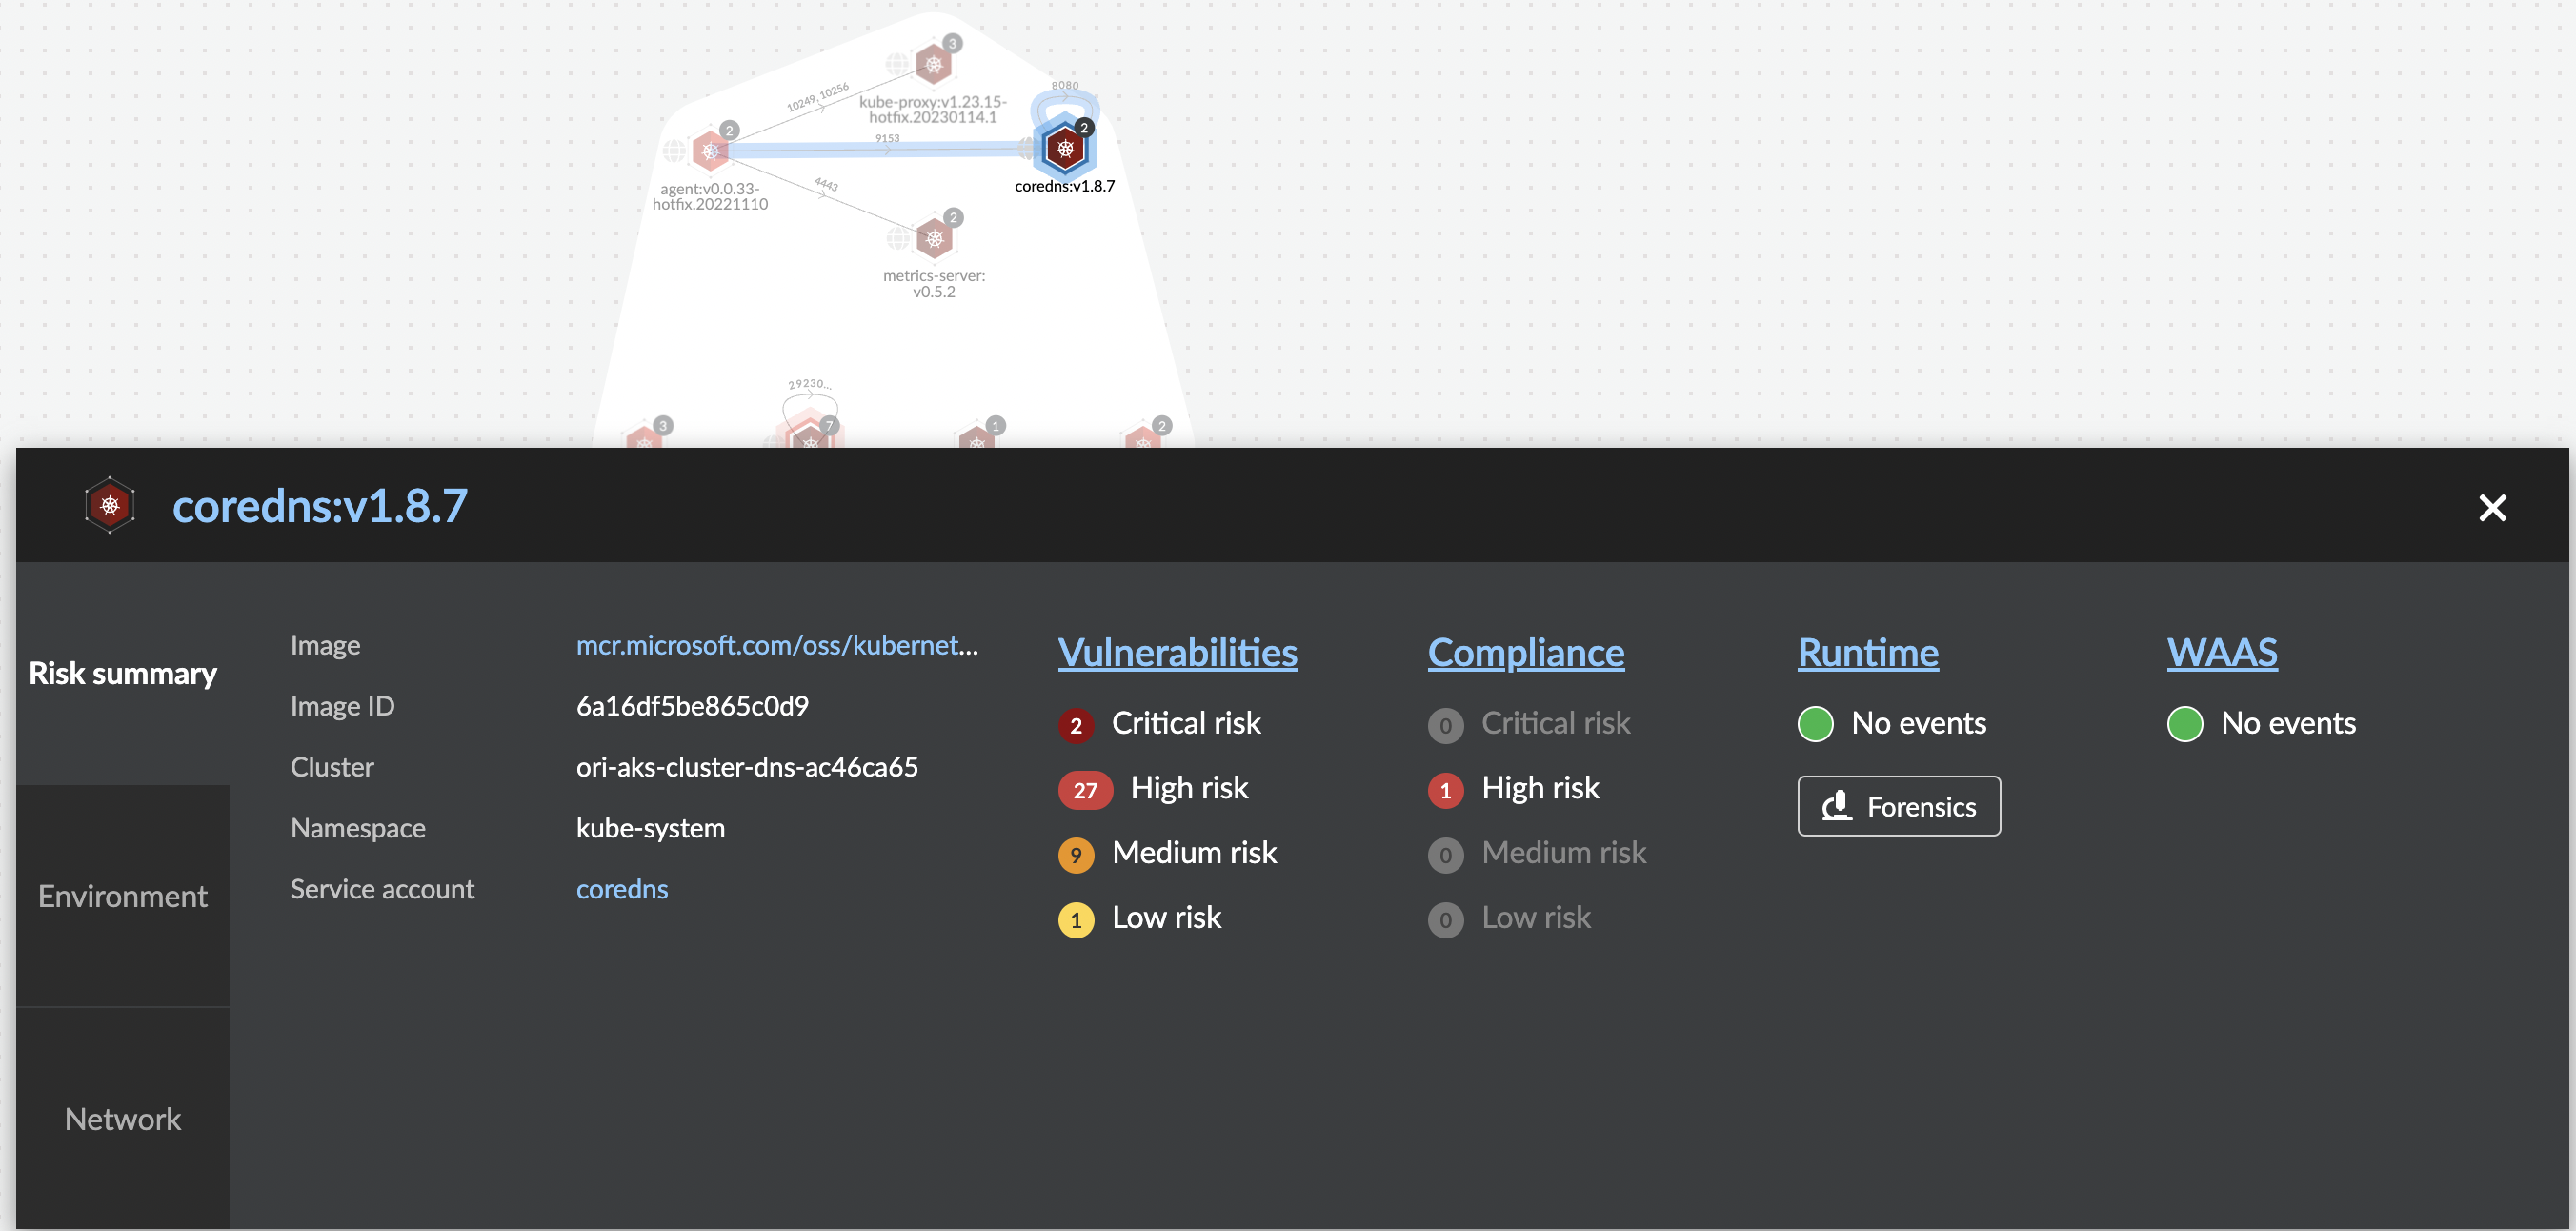 3
10249, 10256
kube-proxy:v1.23.15-
hotfix.20230114.1
8080
2
2
9153
agent:v0.0.33-
hotfix.20221110
coredns:v1.8.7
4443
2
metrics-server:
v0.5.2
29230...
3
7
1
2
coredns:v1.8.7
Risk summary
Environment
Network
Image mcr.microsoft.com/oss/kubernet...
Image ID 6a16df5be865c0d9
Cluster ori-aks-cluster-dns-ac46ca65
Namespace kube-system
Service account coredns
Vulnerabilities
2 Critical risk
27 High risk
9 Medium risk
1 Low risk
Compliance
0 Critical risk
1 High risk
0 Medium risk
0 Low risk
Runtime
No events
Forensics
WAAS
No events